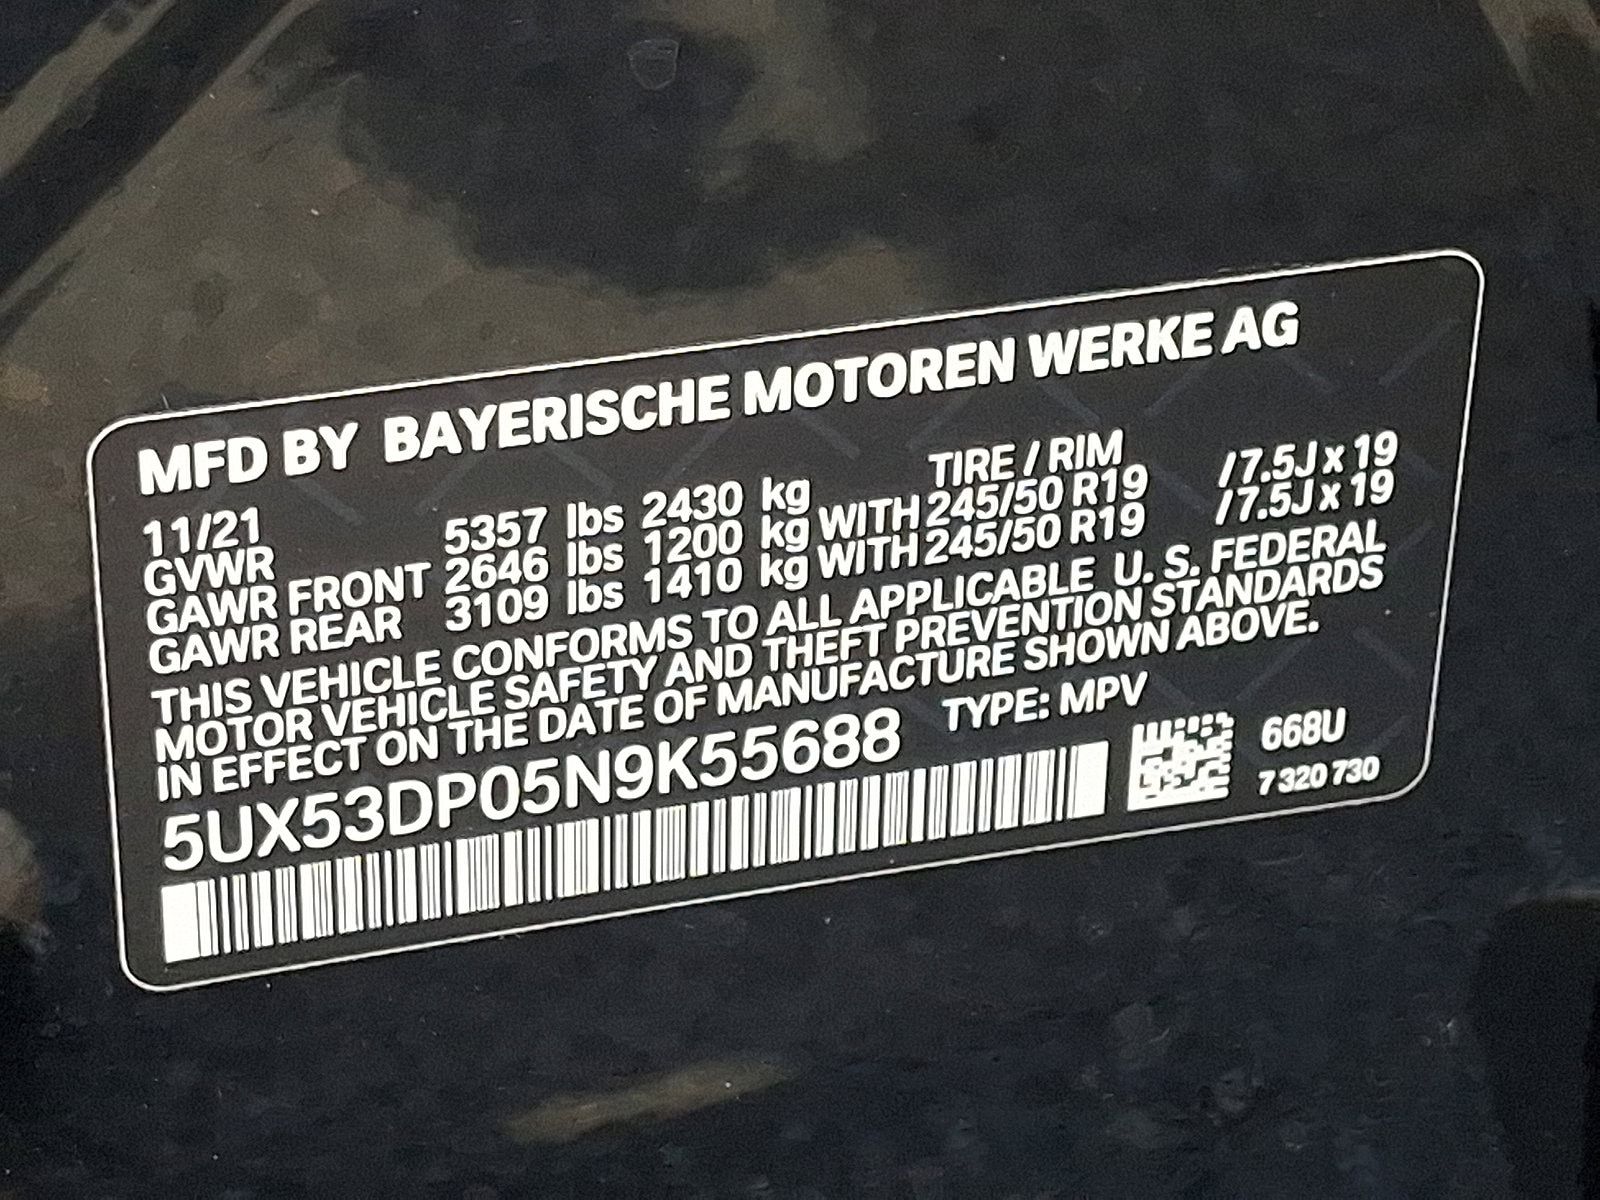 MFD BY BAYERISCHE MOTOREN WERKE AG
11/21 TIRE / RIM
GVWR 5357 lbs 2430 kg
GAWR FRONT 2646 lbs 1200 kg WITH 245/50 R19 / 7.5J x 19
GAWR REAR 3109 lbs 1410 kg WITH 245/50 R19 / 7.5J x 19
THIS VEHICLE CONFORMS TO ALL APPLICABLE U. S. FEDERAL
MOTOR VEHICLE SAFETY AND THEFT PREVENTION STANDARDS
IN EFFECT ON THE DATE OF MANUFACTURE SHOWN ABOVE.
5UX53DP05N9K55688 TYPE: MPV
668U
7 320 730